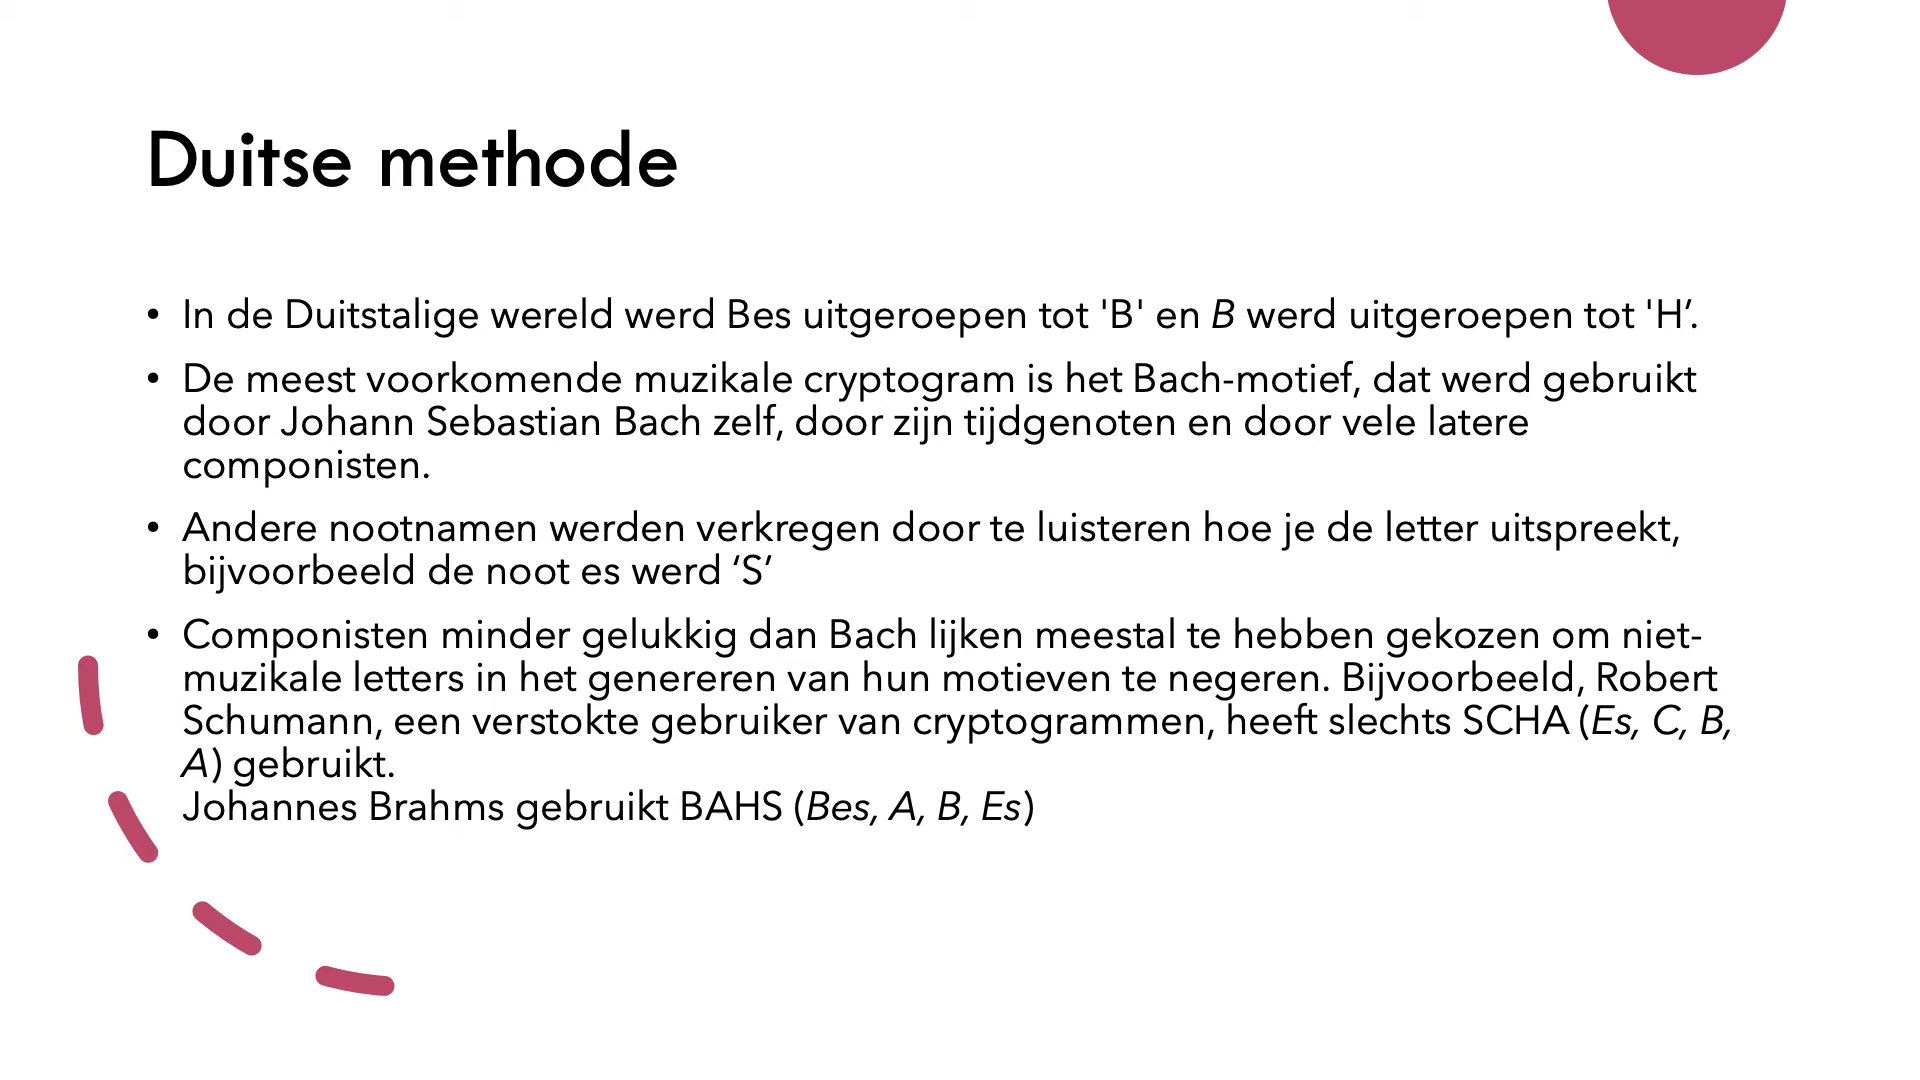 Duitse methode
• In de Duitstalige wereld werd Bes uitgeroepen tot 'B' en B werd uitgeroepen tot 'H’.
• De meest voorkomende muzikale cryptogram is het Bach-motief, dat werd gebruikt
door Johann Sebastian Bach zelf, door zijn tijdgenoten en door vele latere
componisten.
• Andere nootnamen werden verkregen door te luisteren hoe je de letter uitspreekt,
bijvoorbeeld de noot es werd ‘S’
• Componisten minder gelukkig dan Bach lijken meestal te hebben gekozen om niet-
muzikale letters in het genereren van hun motieven te negeren. Bijvoorbeeld, Robert
Schumann, een verstokte gebruiker van cryptogrammen, heeft slechts SCHA (Es, C, B,
A) gebruikt.
Johannes Brahms gebruikt BAHS (Bes, A, B, Es)